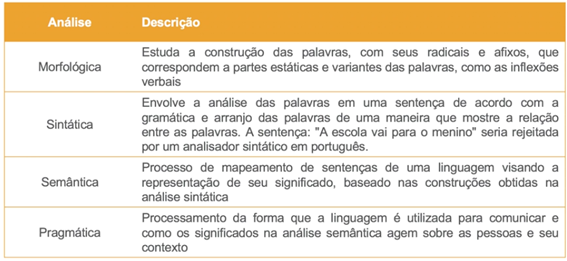 Análise Descrição
Estuda a construção das palavras, com seus radicais e afixos, que
Morfológica correspondem a partes estáticas e variantes das palavras, como as inflexões
verbais
Envolve a análise das palavras em uma sentença de acordo com a
gramática e arranjo das palavras de uma maneira que mostre a relação
Sintática entre as palavras. A sentença: "A escola vai para o menino" seria rejeitada
por um analisador sintático em português.
Processo de mapeamento de sentenças de uma linguagem visando a
Semântica representação de seu significado, baseado nas construções obtidas na
análise sintática
Processamento da forma que a linguagem é utilizada para comunicar e
Pragmática como os significados na análise semântica agem sobre as pessoas e seu
contexto